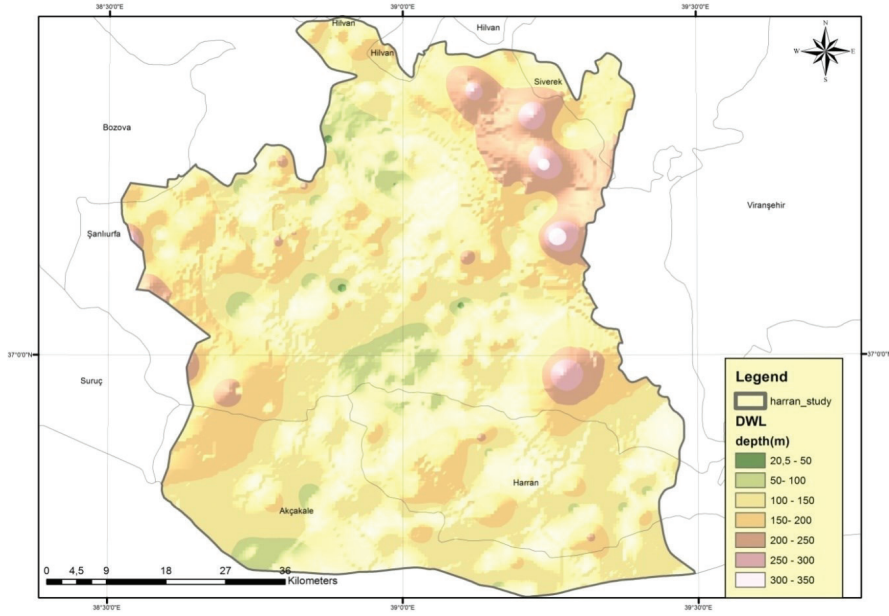 38°30'0"E 39°0'0"E 39°30'0"E
Hilvan
Hilvan
Hilvan
N
W E
S
Siverek
Bozova
Viranşehir
Şanlıurfa
37°0'0"N 37°0'0"N
Suruç
Harran
Akçakale
Legend
harran_study
DWL
depth(m)
20,5 - 50
50- 100
100 - 150
150- 200
200 - 250
250 - 300
300 - 350
0 4,5 9 18 27 36
Kilometers
38°30'0"E 39°0'0"E 39°30'0"E